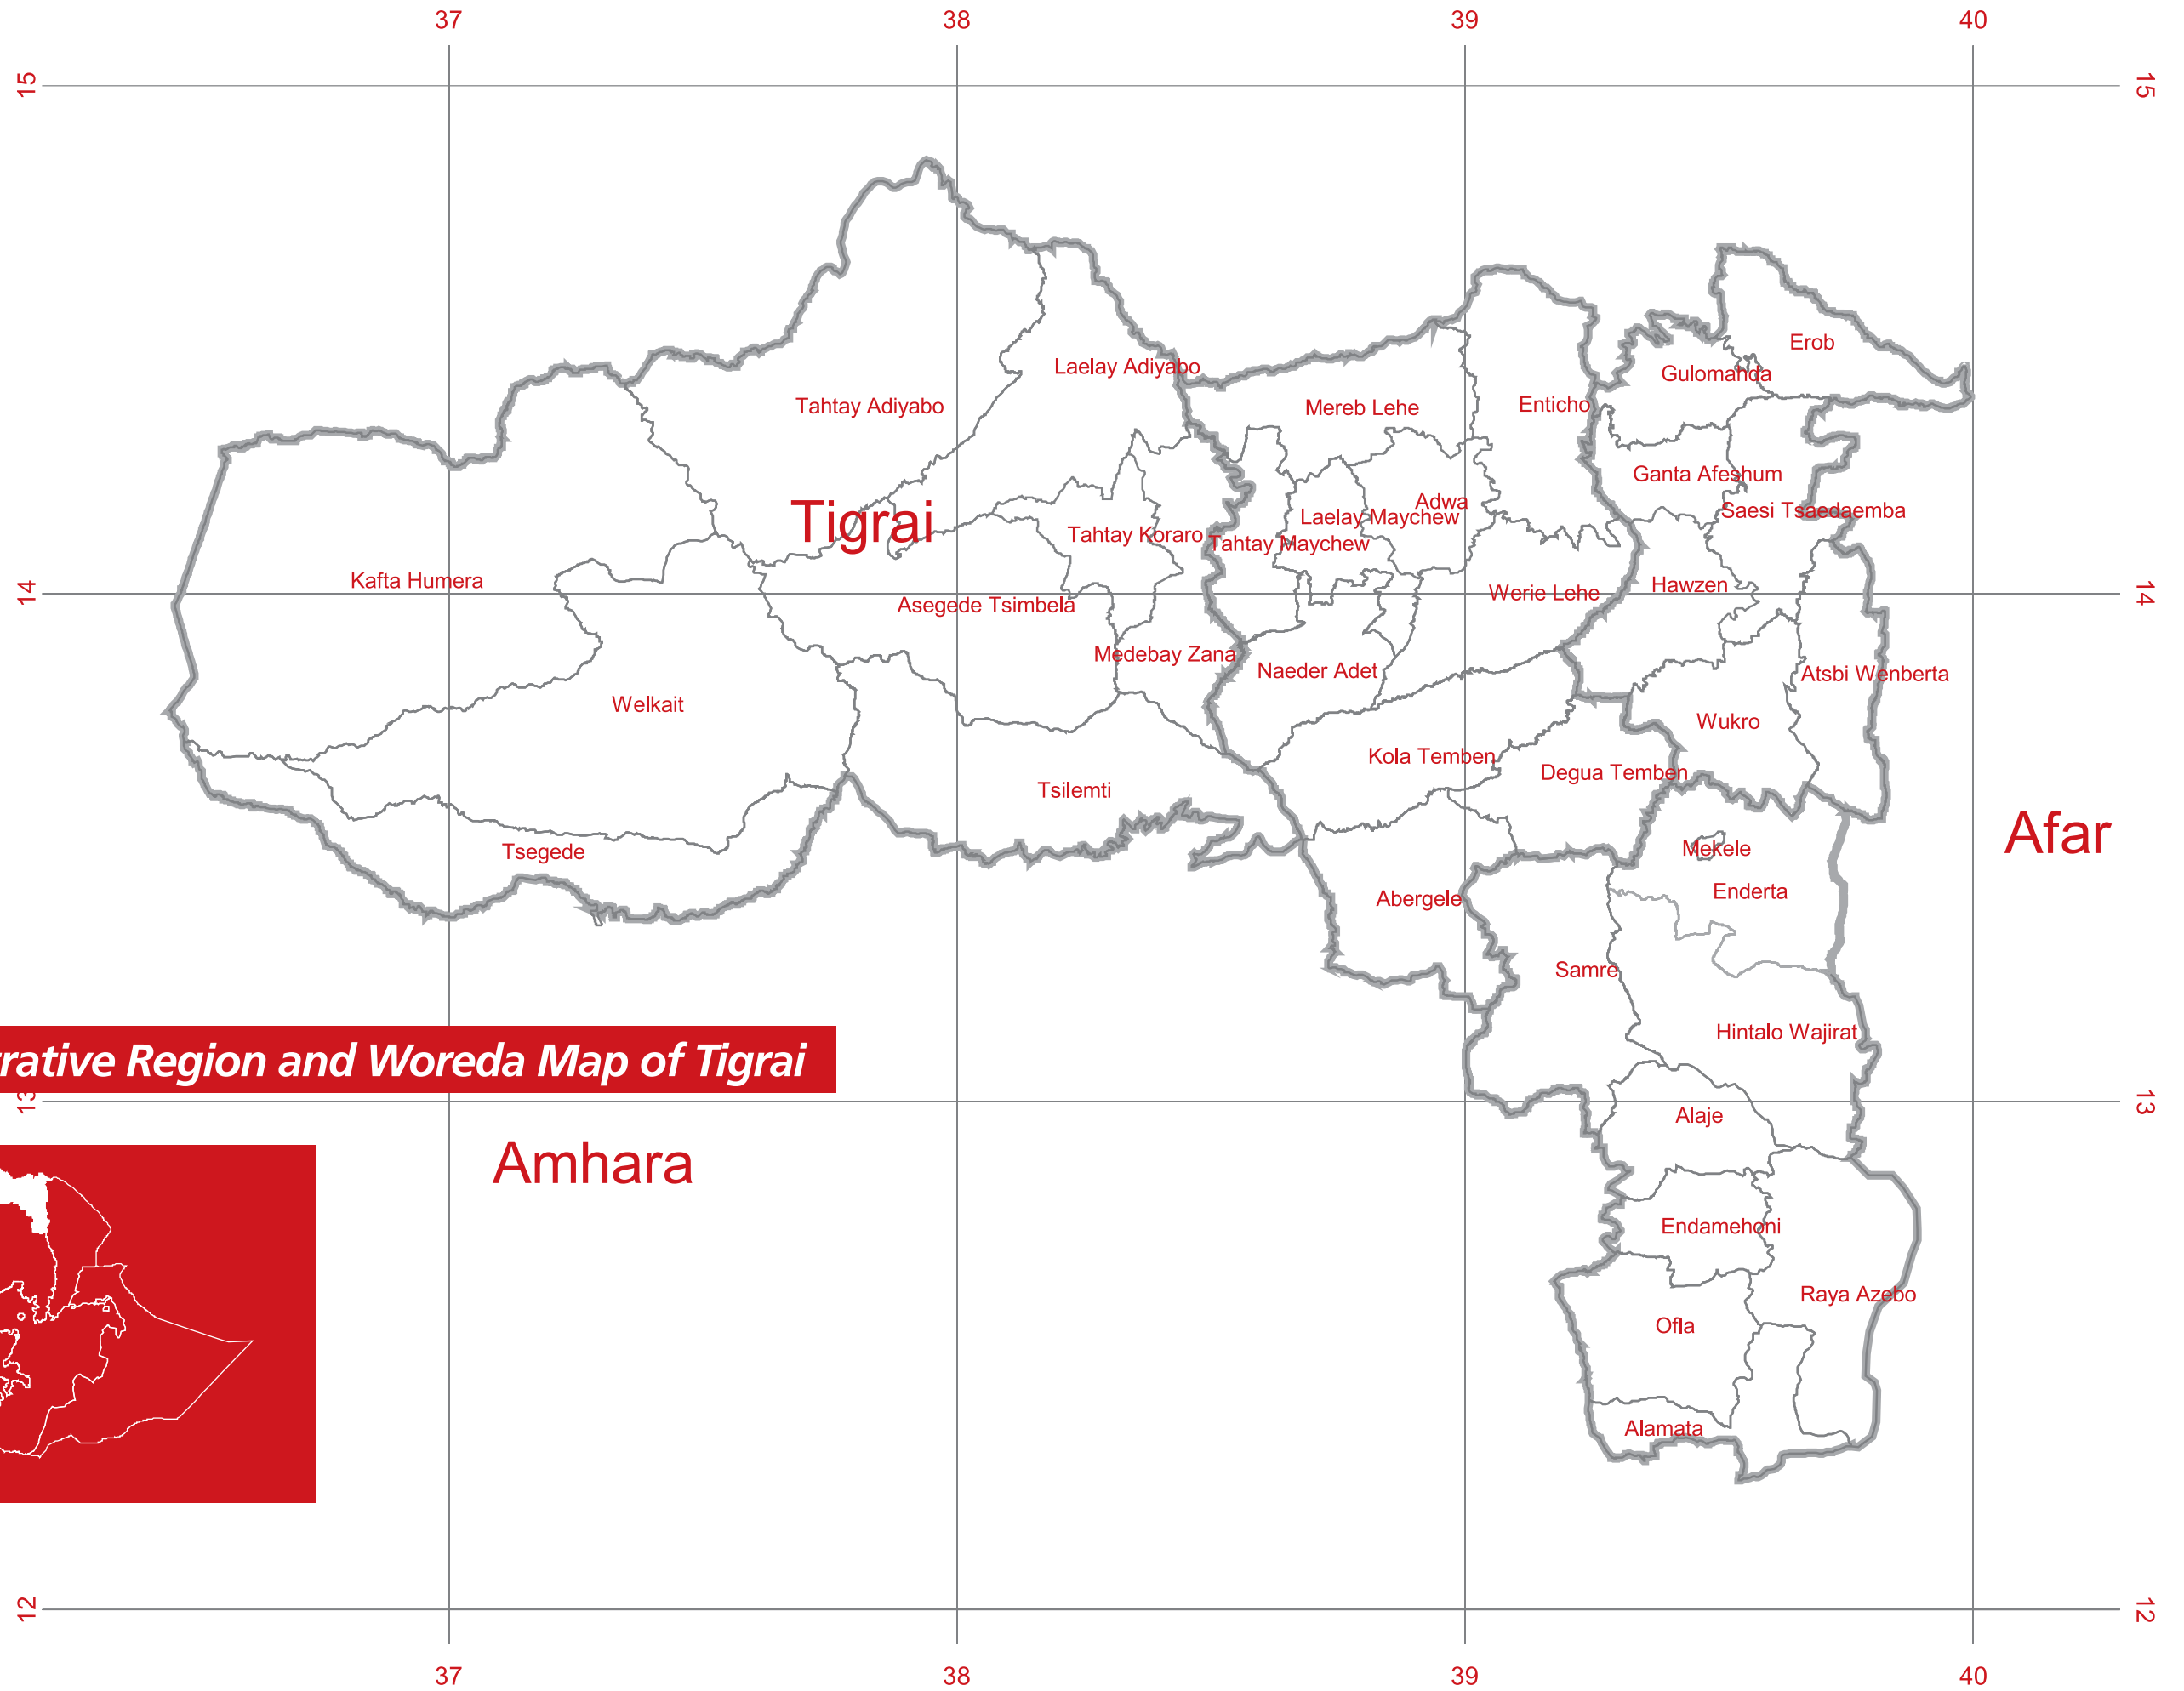 37 38 39 40
15 15
Erob
Laelay Adiyabo
Gulomanda
Tahtay Adiyabo
Mereb Lehe
Enticho
Ganta Afeshum
Adwa
Saesi Tsaedaemba
Laelay Maychew
Tigrai
Tahtay Koraro
Tahtay Maychew
Kafta Humera
Hawzen
14 14
Werie Lehe
Asegede Tsimbela
Medebay Zana
Naeder Adet
Atsbi Wenberta
Welkait
Wukro
Kola Temben
Degua Temben
Tsilemti
Afar
Mekele
Tsegede
Enderta
Abergele
Samre
Hintalo Wajirat
rative Region and Woreda Map of Tigrai
13 13
Alaje
Amhara
Endamehoni
Raya Azebo
Ofla
Alamata
12 12
37 38 39 40